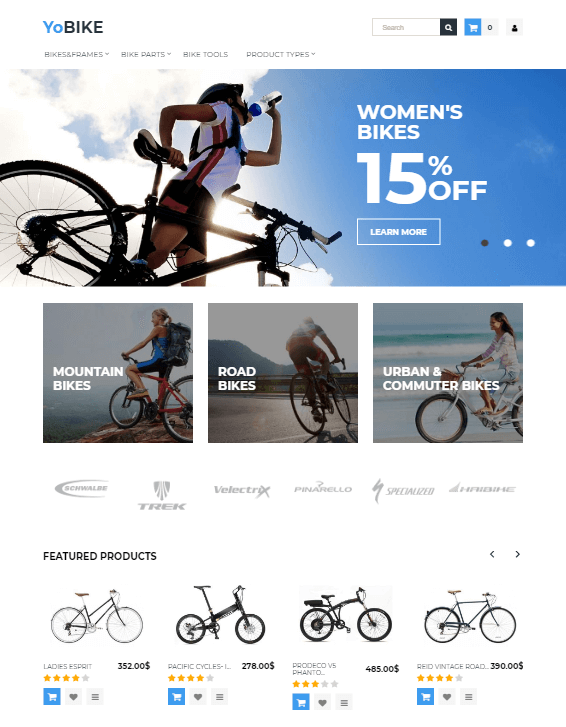 YoBIKE
Search
0
BIKES&FRAMES
BIKE PARTS
BIKE TOOLS
PRODUCT TYPES
WOMEN'S
BIKES
15% OFF
LEARN MORE
MOUNTAIN
BIKES
ROAD
BIKES
URBAN &
COMMUTER BIKES
SCHWALBE
TREK
Velectrix
PINARELLO
SPECIALIZED
HAIBIKE
FEATURED PRODUCTS
LADIES ESPRIT 352.00$
PACIFIC CYCLES- I... 278.00$
PRODECO V5
PHANTO... 485.00$
REID VINTAGE ROAD... 390.00$